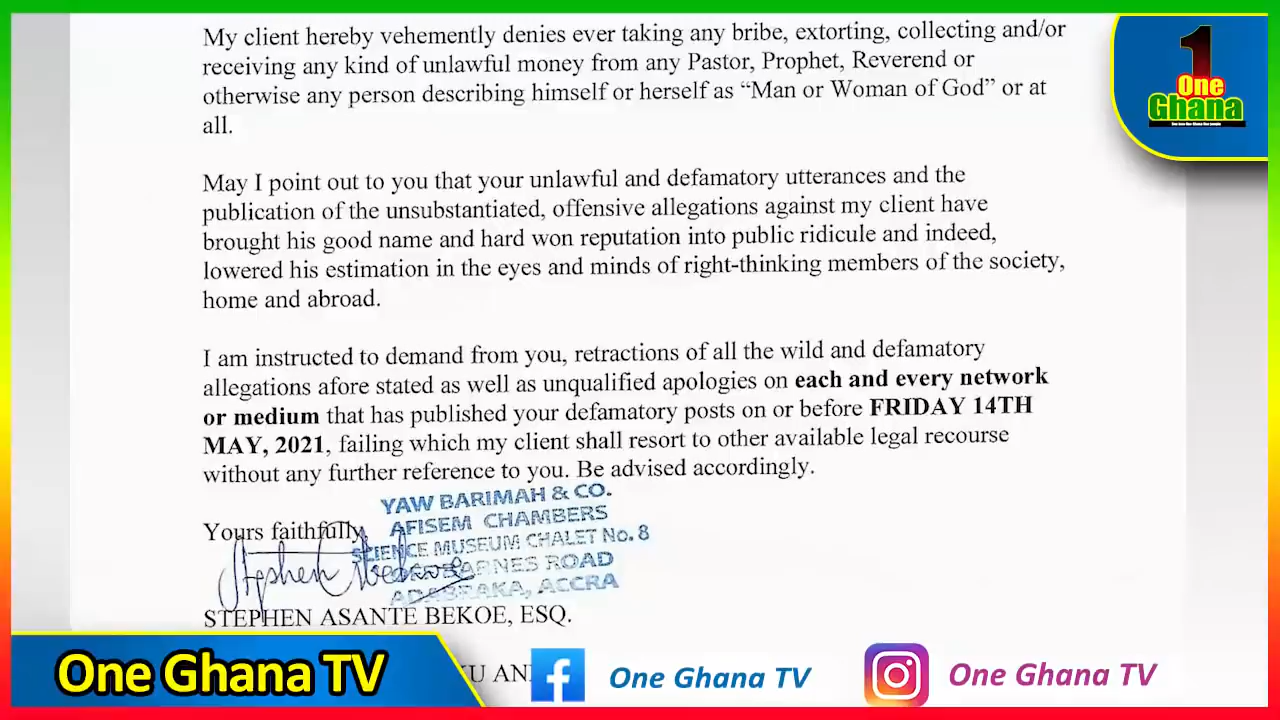 My client hereby vehemently denies ever taking any bribe, extorting, collecting and/or
receiving any kind of unlawful money from any Pastor, Prophet, Reverend or
otherwise any person describing himself or herself as “Man or Woman of God” or at
all.
May I point out to you that your unlawful and defamatory utterances and the
publication of the unsubstantiated, offensive allegations against my client have
brought his good name and hard won reputation into public ridicule and indeed,
lowered his estimation in the eyes and minds of right-thinking members of the society,
home and abroad.
I am instructed to demand from you, retractions of all the wild and defamatory
allegations afore stated as well as unqualified apologies on each and every network
or medium that has published your defamatory posts on or before FRIDAY 14TH
MAY, 2021, failing which my client shall resort to other available legal recourse
without any further reference to you. Be advised accordingly.
Yours faithfully,
YAW BARIMAH & CO.
AFISEM CHAMBERS
SCIENCE MUSEUM CHALET No. 8
BARNES ROAD
ADABRAKA, ACCRA
Stephen
STEPHEN ASANTE BEKOE, ESQ.
1
One
Ghana
One Ghana TV
KU AN
f
One Ghana TV
One Ghana TV